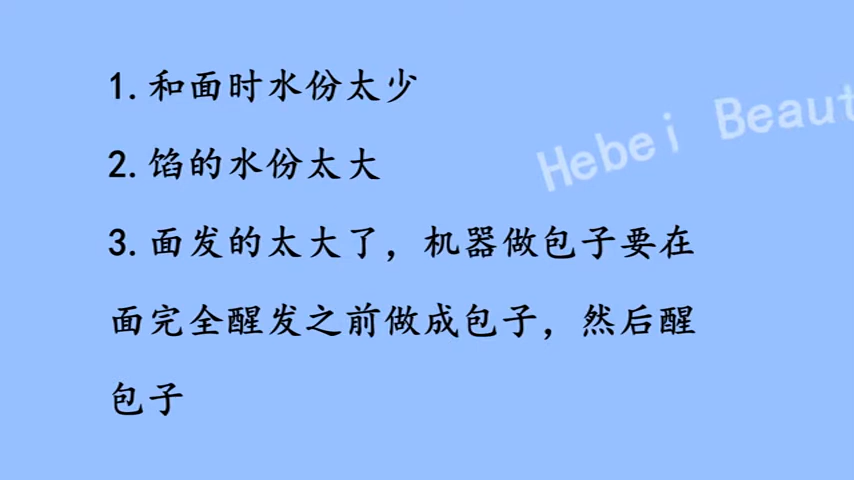 1.和面时水份太少
Hebei Beaut
2.馅的水份太大
3.面发的太大了，机器做包子要在
面完全醒发之前做成包子，然后醒
包子